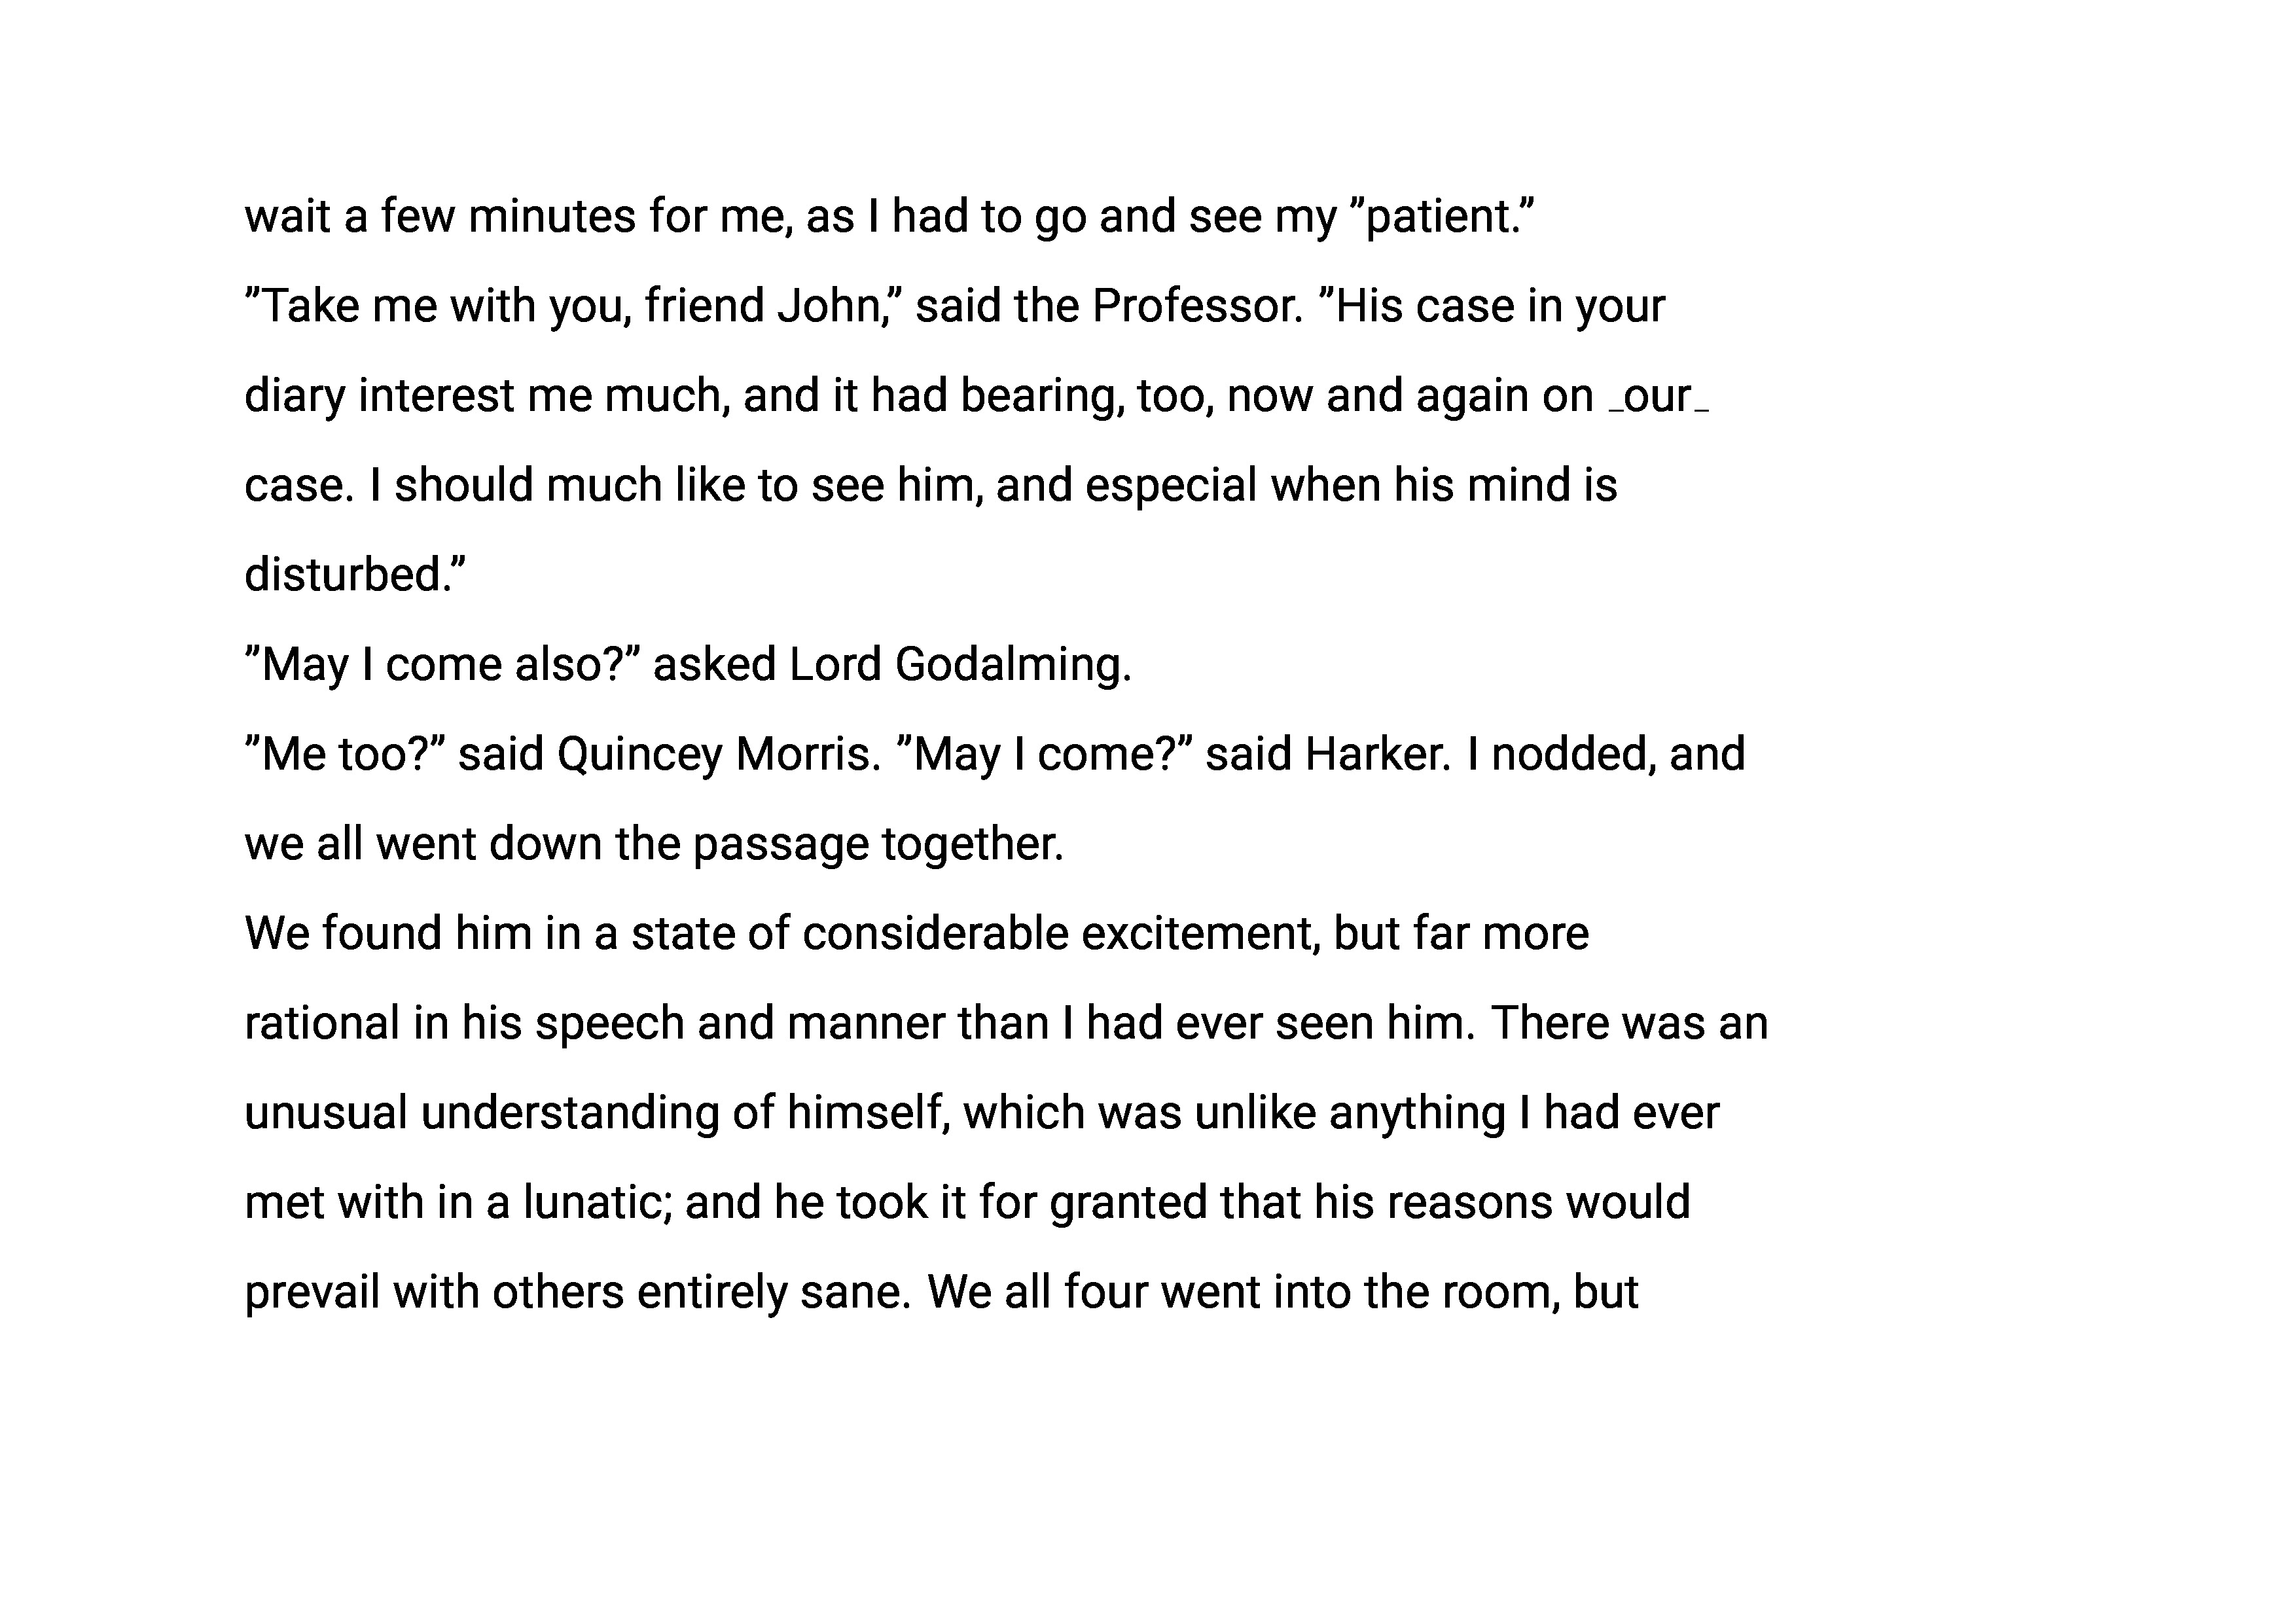 wait a few minutes for me, as I had to go and see my ”patient.”
”Take me with you, friend John,” said the Professor. ”His case in your
diary interest me much, and it had bearing, too, now and again on _our_
case. I should much like to see him, and especial when his mind is
disturbed.”
”May I come also?” asked Lord Godalming.
”Me too?” said Quincey Morris. ”May I come?” said Harker. I nodded, and
we all went down the passage together.
We found him in a state of considerable excitement, but far more
rational in his speech and manner than I had ever seen him. There was an
unusual understanding of himself, which was unlike anything I had ever
met with in a lunatic; and he took it for granted that his reasons would
prevail with others entirely sane. We all four went into the room, but